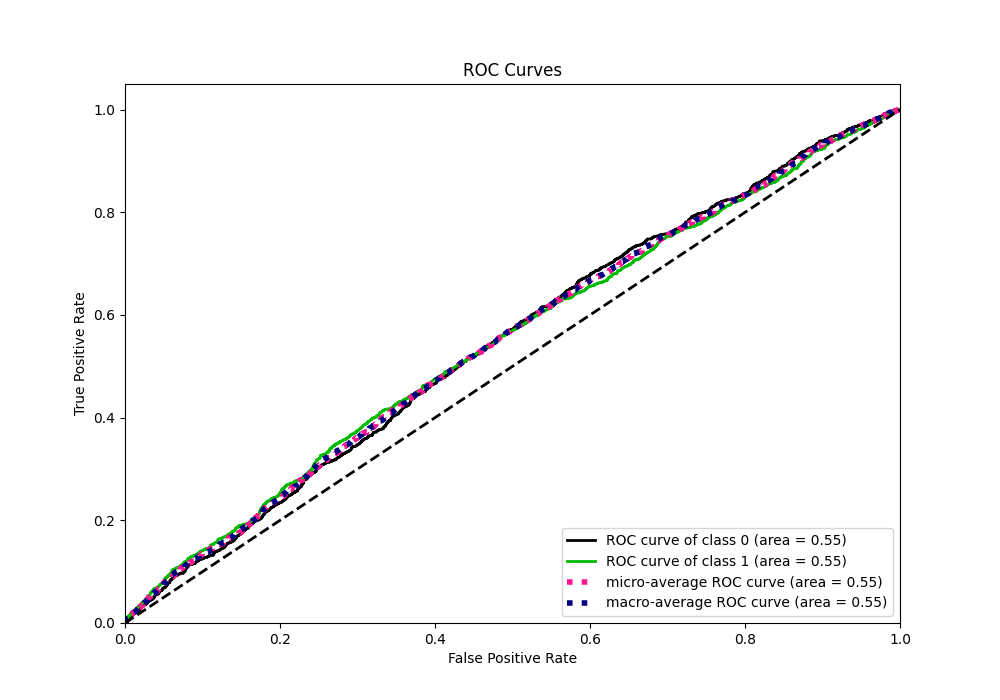 ROC Curves
True Positive Rate
1.0
0.8
0.6
0.4
0.2
0.0
ROC curve of class 0 (area = 0.55)
ROC curve of class 1 (area = 0.55)
micro-average ROC curve (area = 0.55)
macro-average ROC curve (area = 0.55)
0.0 0.2 0.4 0.6 0.8 1.0
False Positive Rate